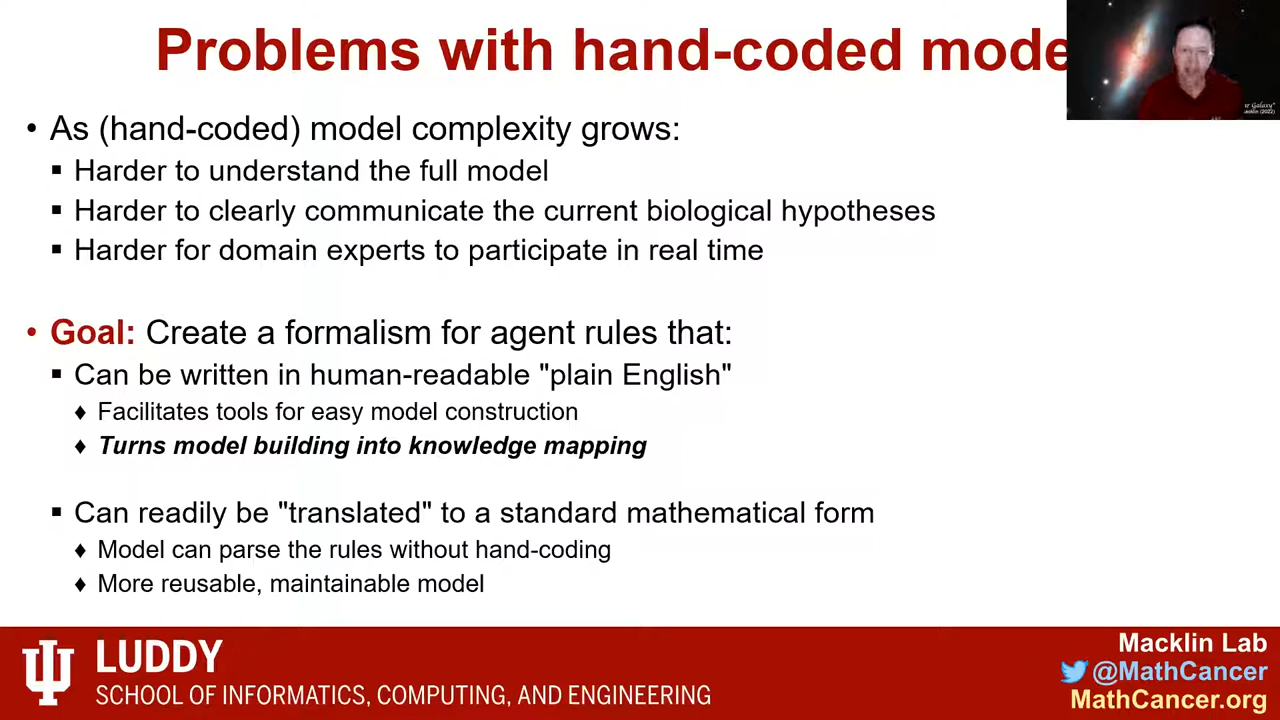 Problems with hand-coded mode
• As (hand-coded) model complexity grows:
▪ Harder to understand the full model
▪ Harder to clearly communicate the current biological hypotheses
▪ Harder for domain experts to participate in real time
• Goal: Create a formalism for agent rules that:
▪ Can be written in human-readable "plain English"
♦ Facilitates tools for easy model construction
♦ Turns model building into knowledge mapping
▪ Can readily be "translated" to a standard mathematical form
♦ Model can parse the rules without hand-coding
♦ More reusable, maintainable model
LUDDY
SCHOOL OF INFORMATICS, COMPUTING, AND ENGINEERING
Macklin Lab
@MathCancer
MathCancer.org
Galaxy"
(2022)